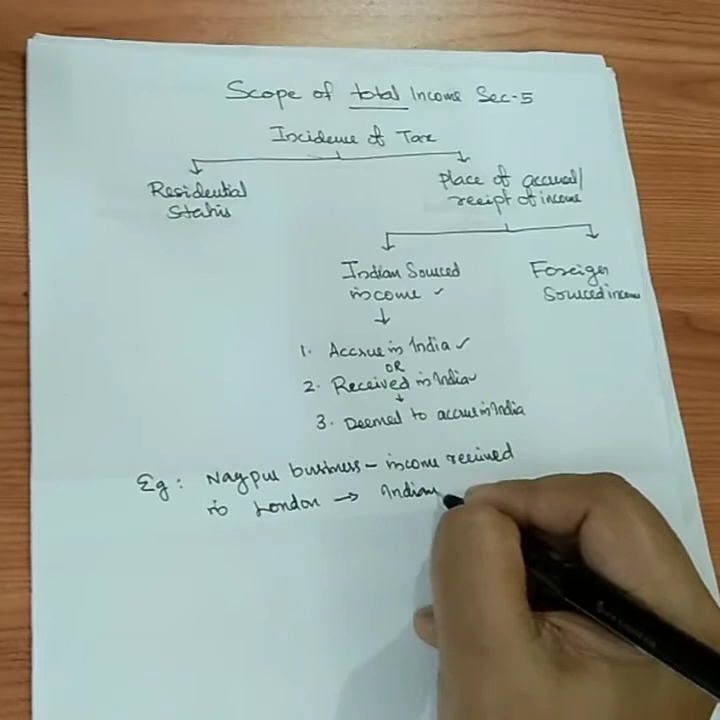 Scope of total Income Sec-5
Incidence of Tax
Residential
Status
Place of accrual/
receipt of income
Indian Sourced
income ✓
Foreign
Sourced income
1. Accrue in India ✓
OR
2. Received in India ✓
3. Deemed to accrue in India
Eg: Nagpur business - income received
in London → Indian